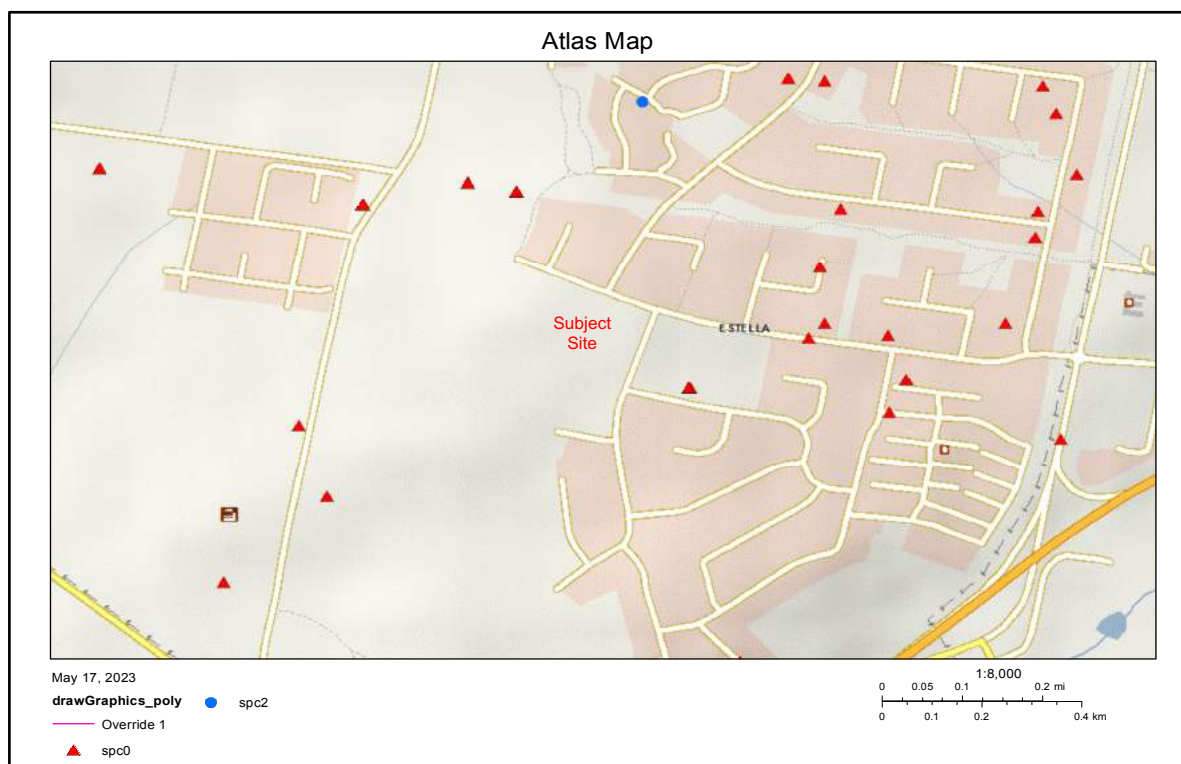 Atlas Map
Subject
Site
ESTELLA
May 17, 2023
drawGraphics_poly
spc2
Override 1
spc0
1:8,000
0 0.05 0.1 0.2 mi
0 0.1 0.2 0.4 km